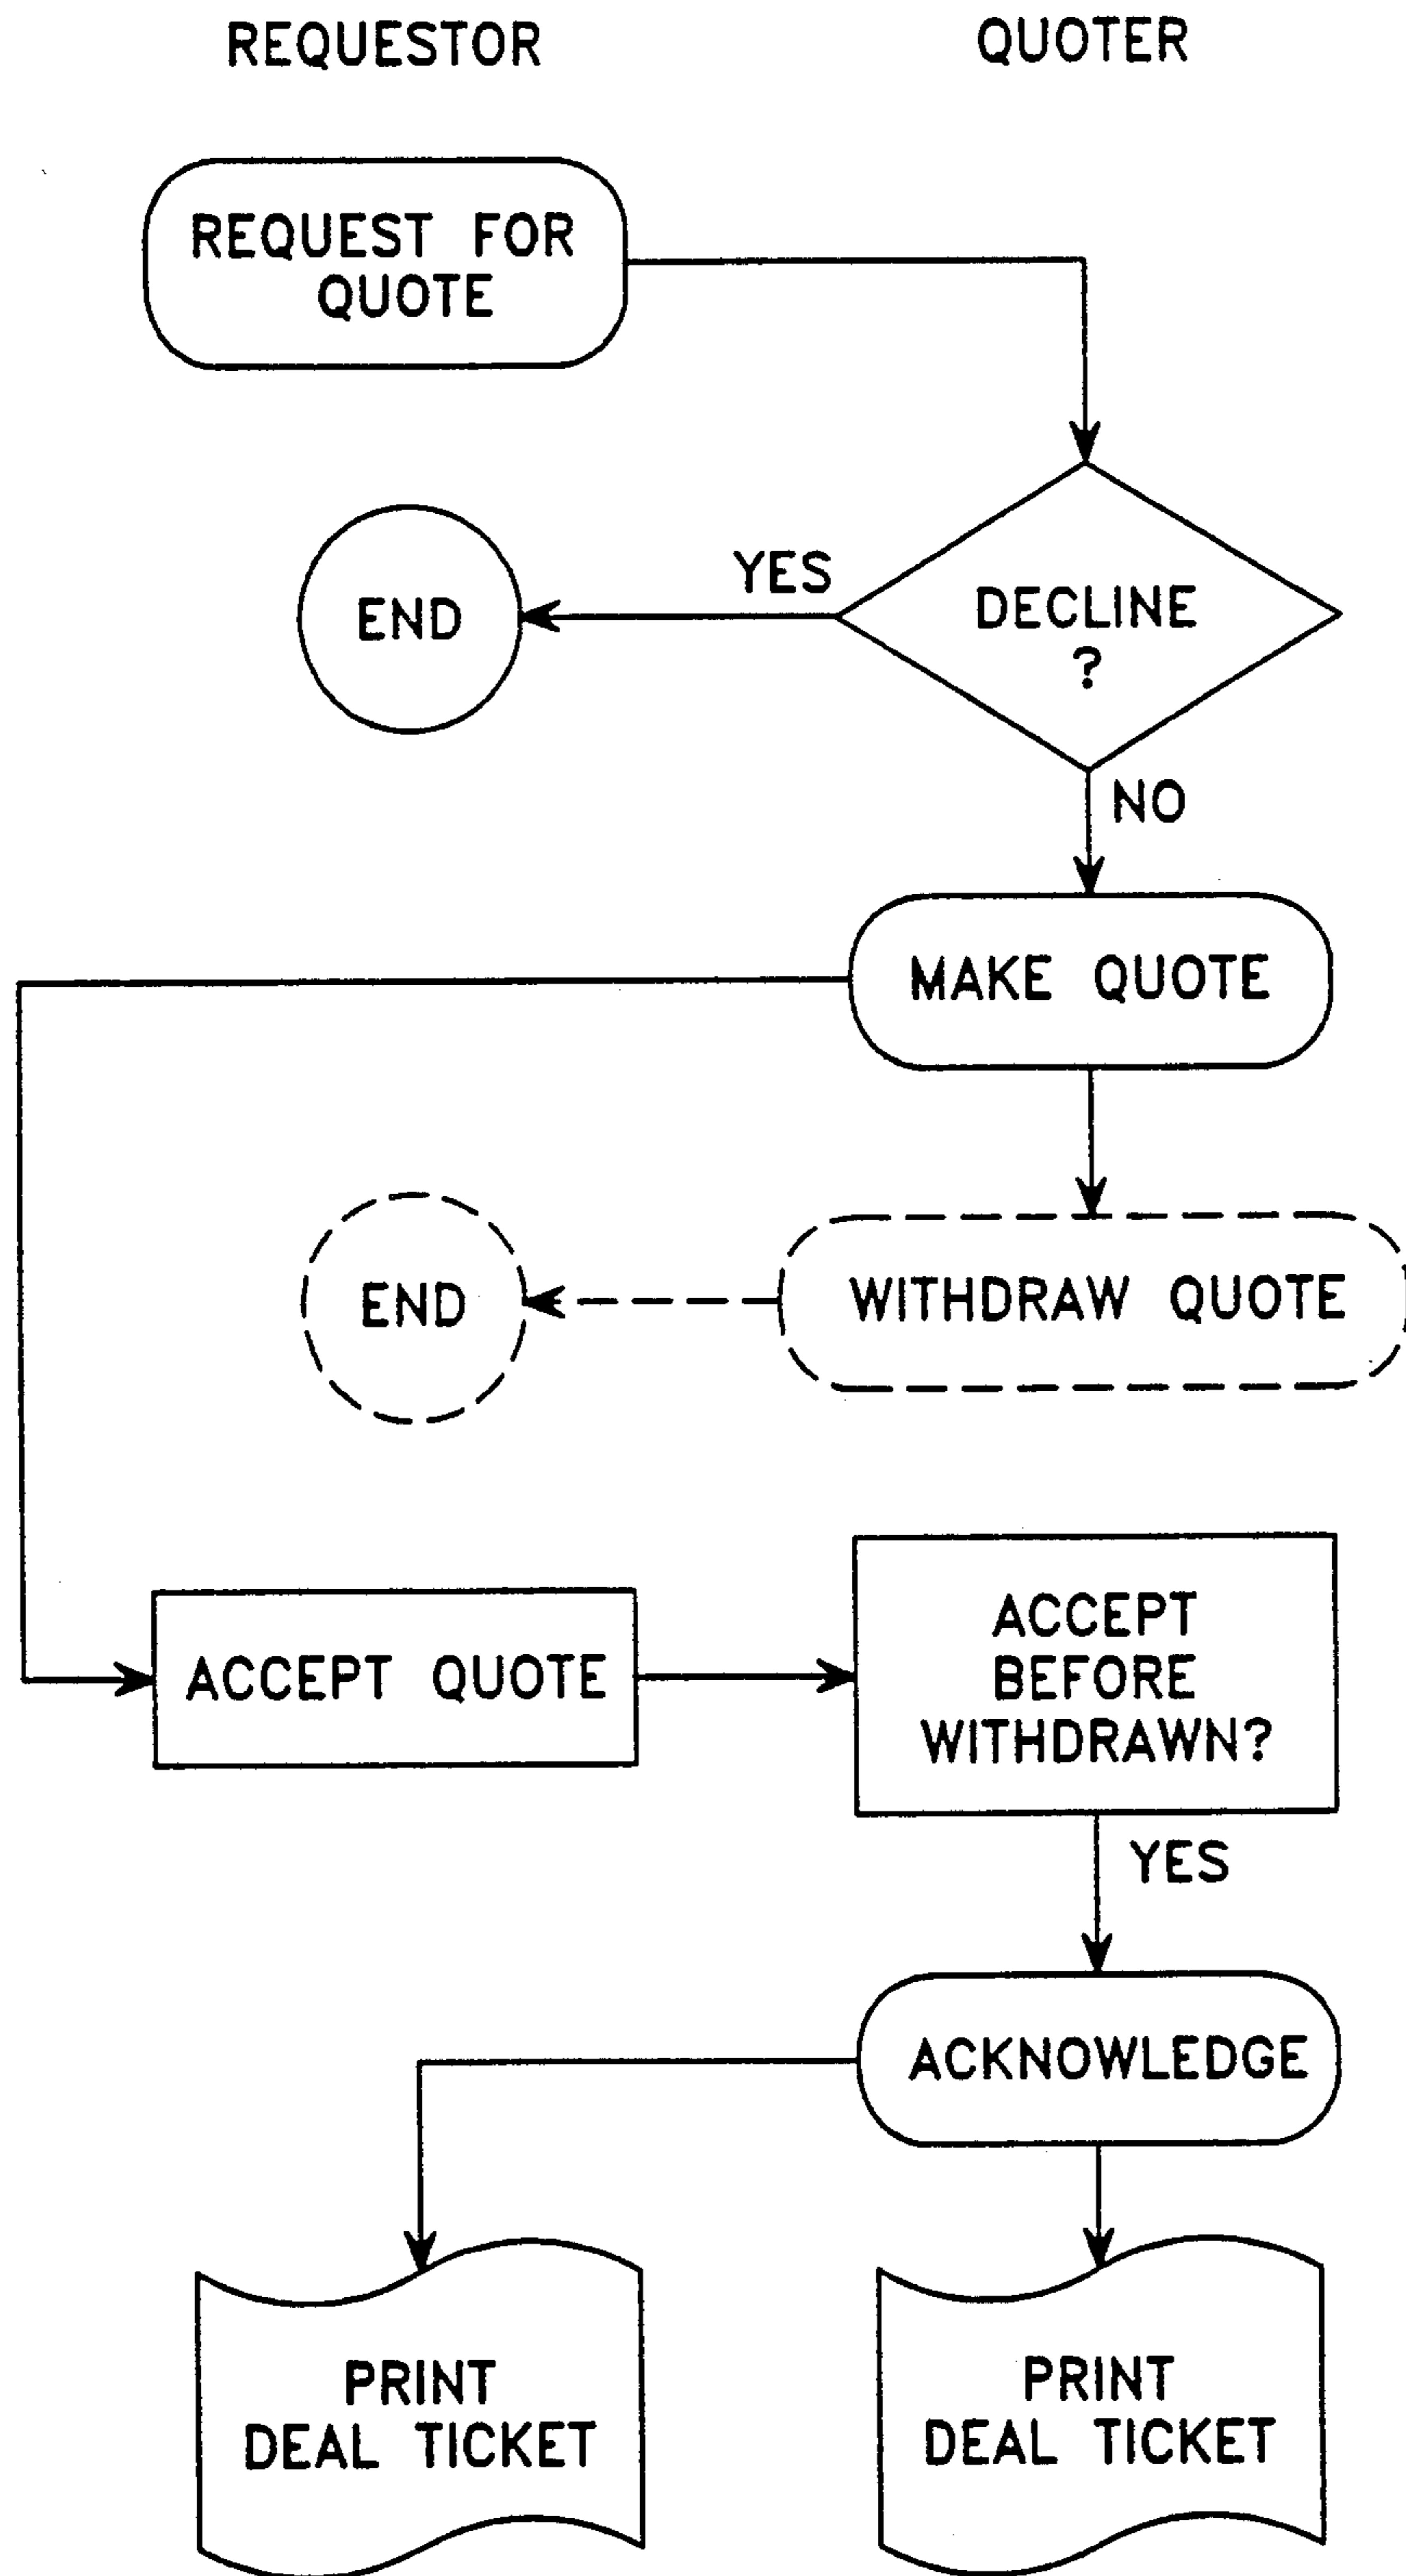 REQUESTOR
QUOTER
REQUEST FOR
QUOTE
YES
END
DECLINE
?
NO
MAKE QUOTE
END
WITHDRAW QUOTE
ACCEPT QUOTE
ACCEPT
BEFORE
WITHDRAWN?
YES
ACKNOWLEDGE
PRINT
DEAL TICKET
PRINT
DEAL TICKET